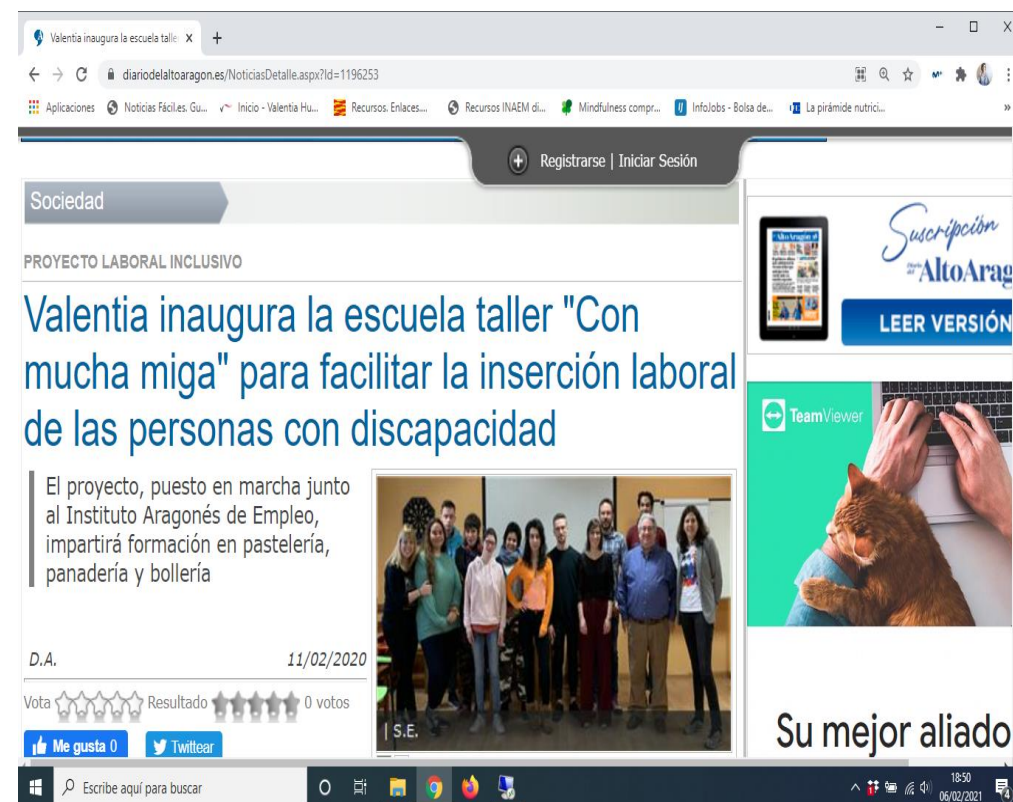 Valentia inaugura la escuela talle
diariodelaltoaragon.es/NoticiasDetalle.aspx?Id=1196253
Aplicaciones Noticias Fáciles. Gu... Inicio - Valentia Hu... Recursos. Enlaces.... Recursos INAEM di... Mindfulness compr... InfoJobs - Bolsa de... La pirámide nutrici... »
Registrarse | Iniciar Sesión
Sociedad
PROYECTO LABORAL INCLUSIVO
Valentia inaugura la escuela taller "Con
mucha miga" para facilitar la inserción laboral
de las personas con discapacidad
El proyecto, puesto en marcha junto
al Instituto Aragonés de Empleo,
impartirá formación en pastelería,
panadería y bollería
D.A. 11/02/2020
Vota Resultado 0 votos
Me gusta 0 Twittear
| S.E.
Suscripción
AltoArag
LEER VERSIÓN
TeamViewer
Su mejor aliado
Escribe aquí para buscar
18:50
06/02/2021